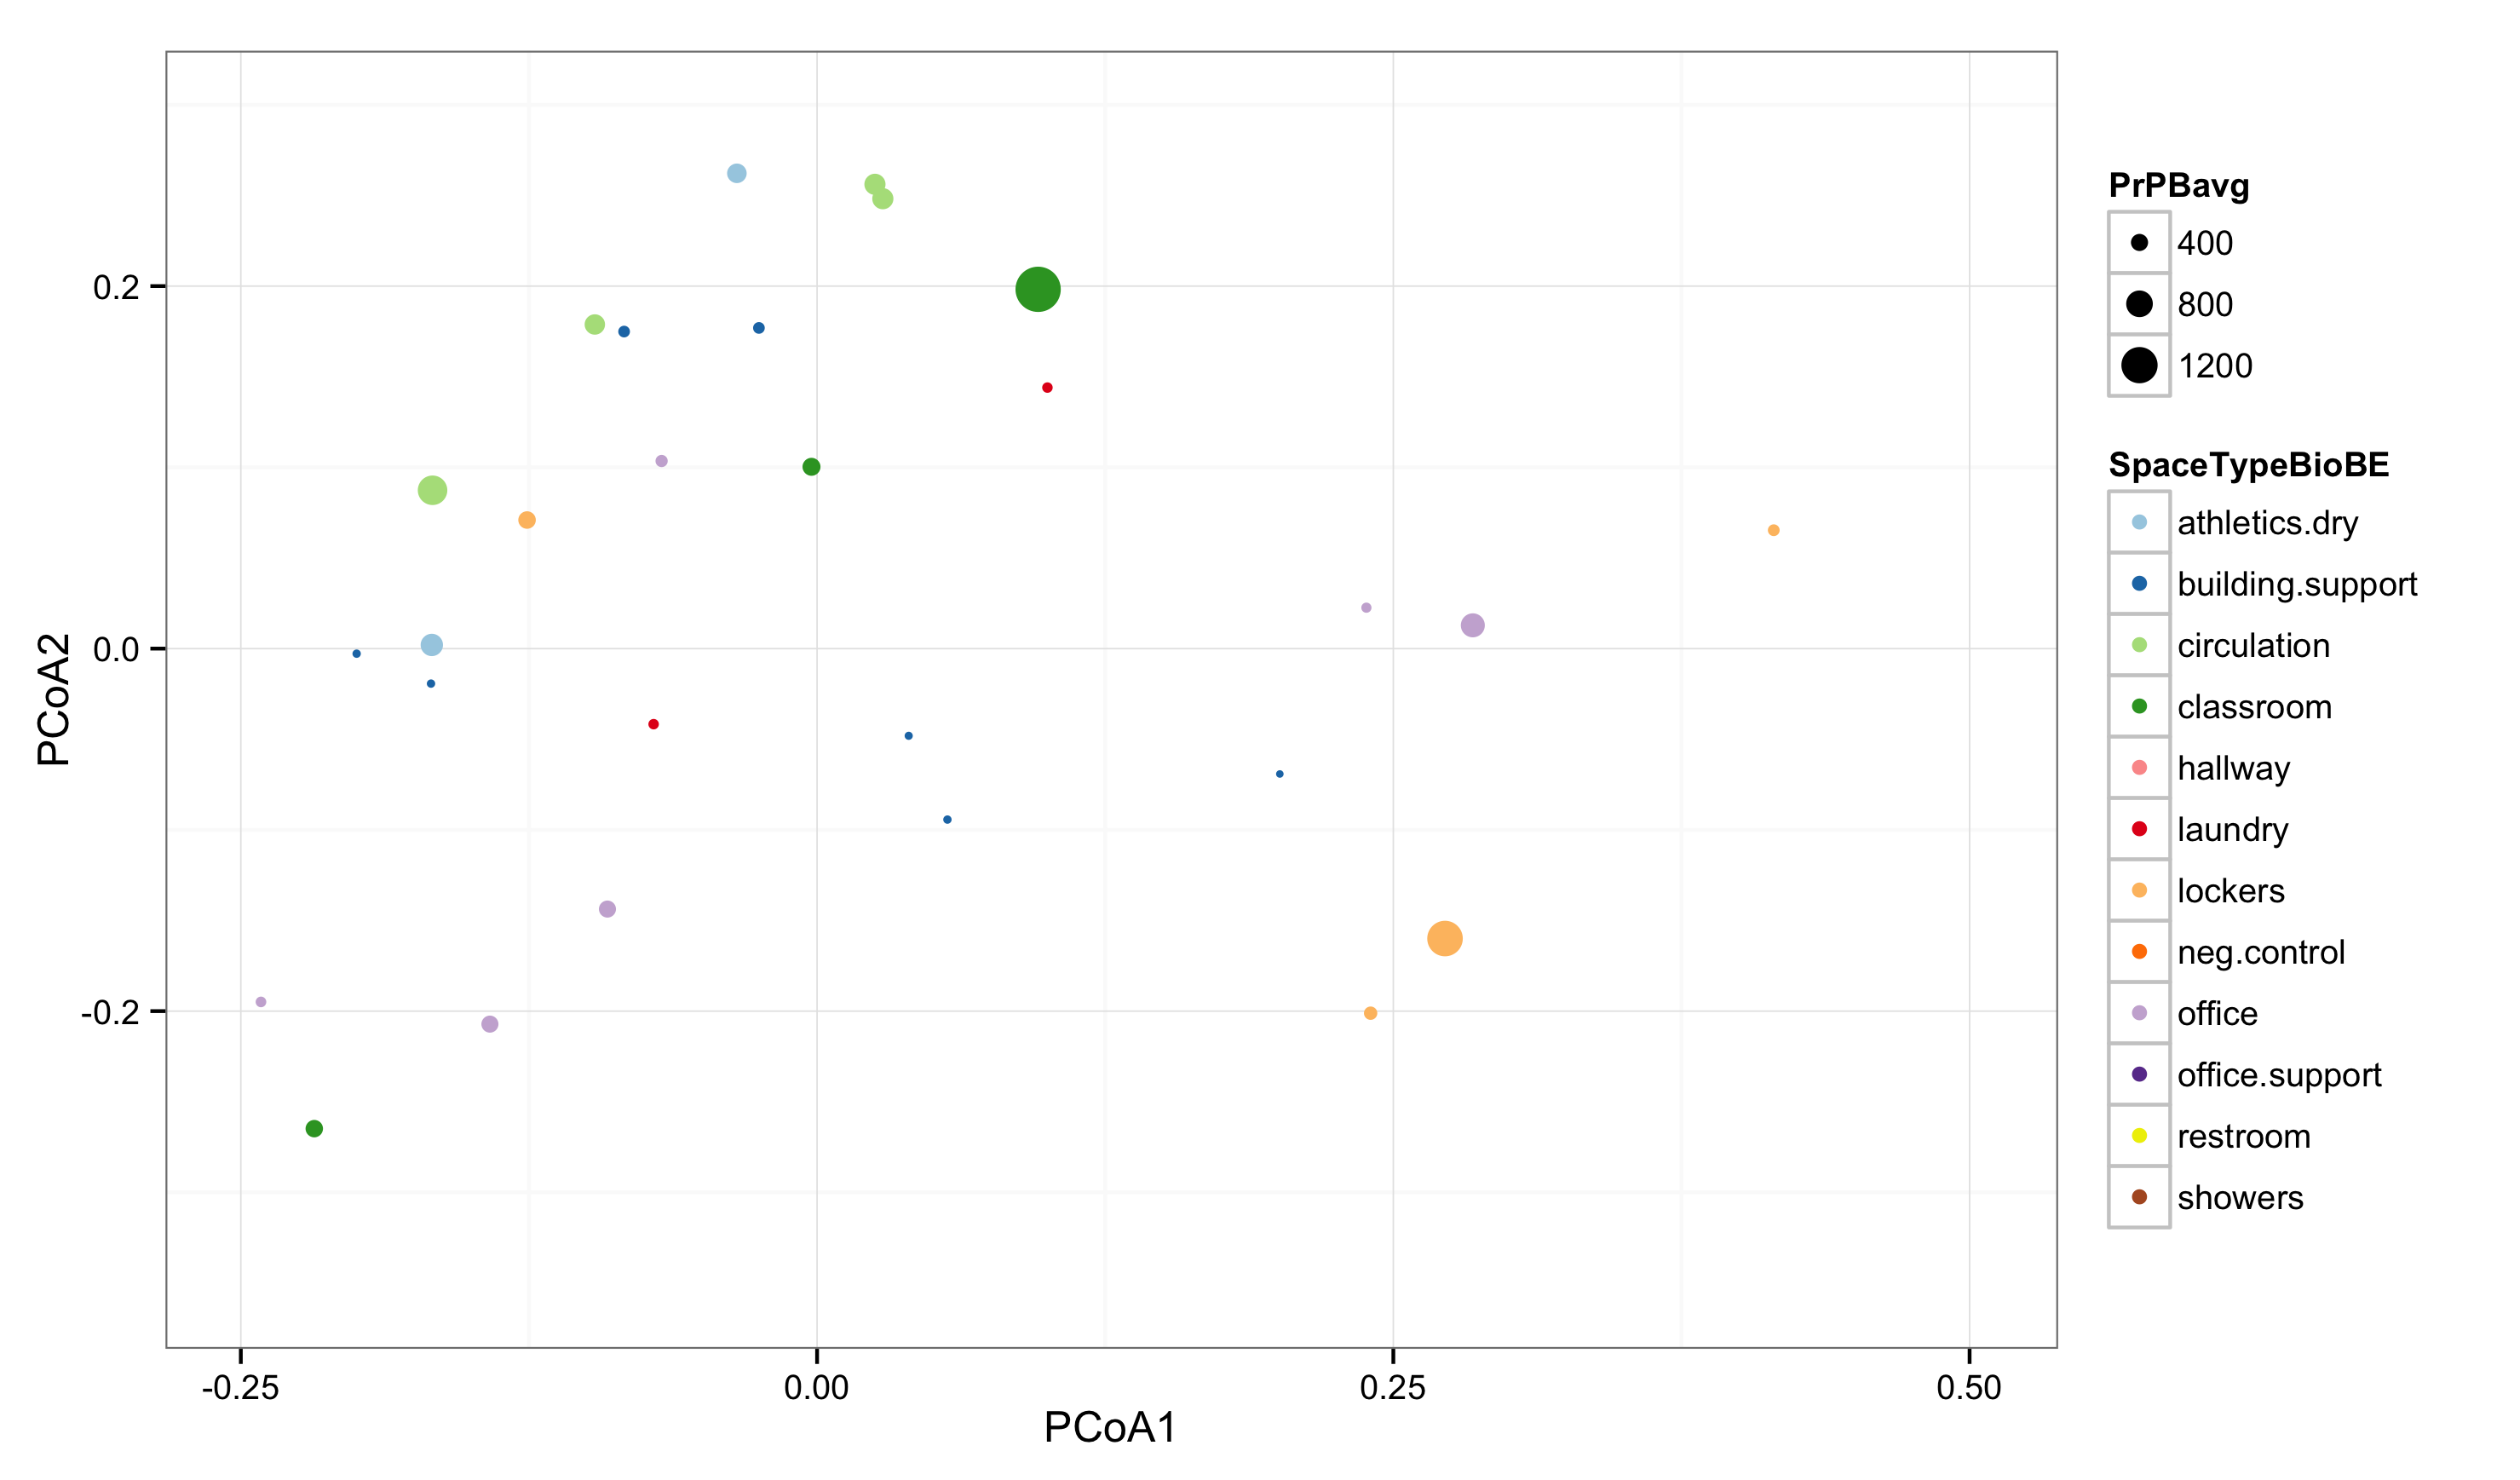 PCoA2
0.2
0.0
-0.2
-0.25
0.00
0.25
0.50
PCoA1
PrPBavg
400
800
1200
SpaceTypeBioBE
athletics.dry
building.support
circulation
classroom
hallway
laundry
lockers
neg.control
office
office.support
restroom
showers